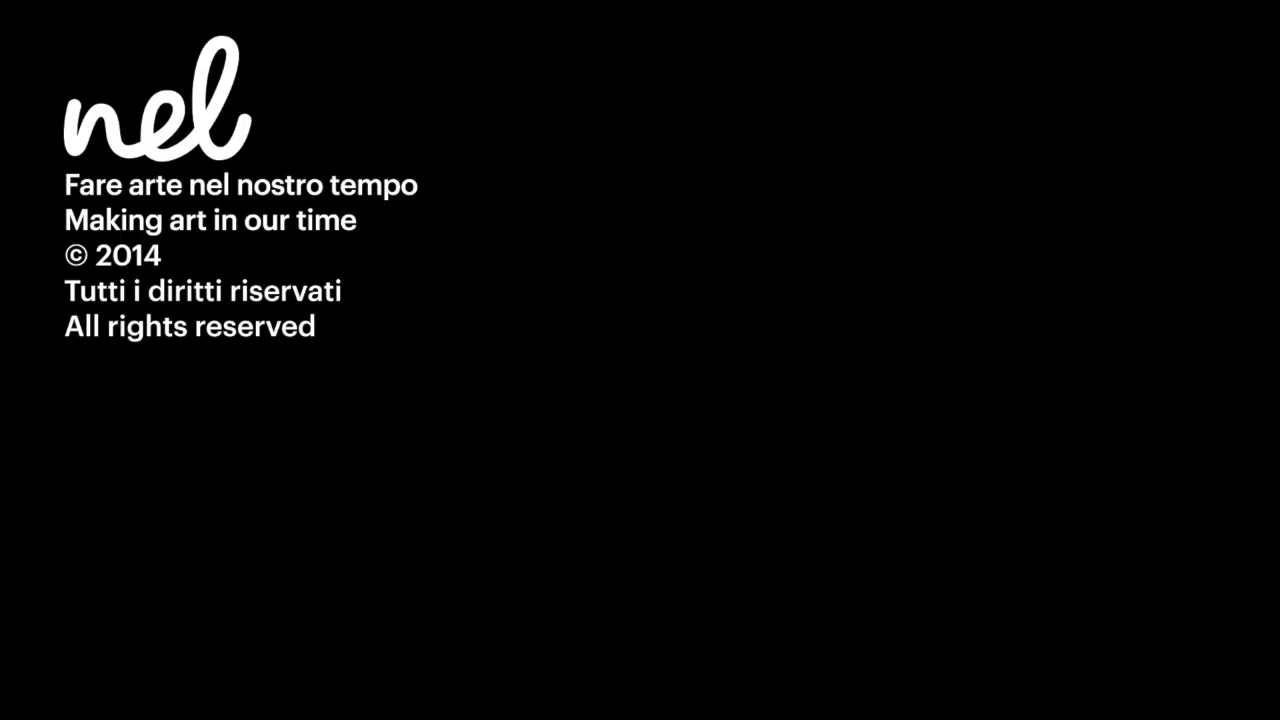 nel
Fare arte nel nostro tempo
Making art in our time
© 2014
Tutti i diritti riservati
All rights reserved